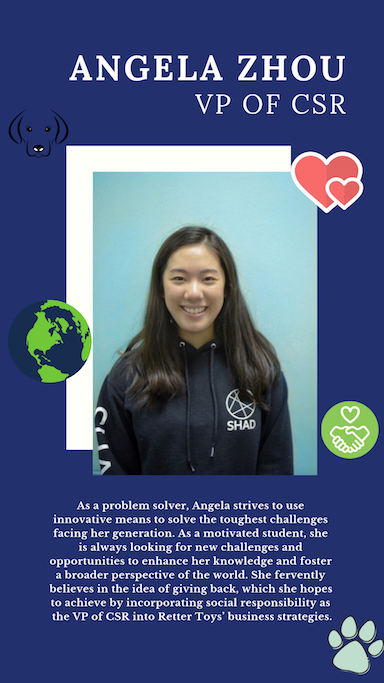 ANGELA ZHOU
VP OF CSR
SHAD
As a problem solver, Angela strives to use
innovative means to solve the toughest challenges
facing her generation. As a motivated student, she
is always looking for new challenges and
opportunities to enhance her knowledge and foster
a broader perspective of the world. She fervently
believes in the idea of giving back, which she hopes
to achieve by incorporating social responsibility as
the VP of CSR into Retter Toys' business strategies.